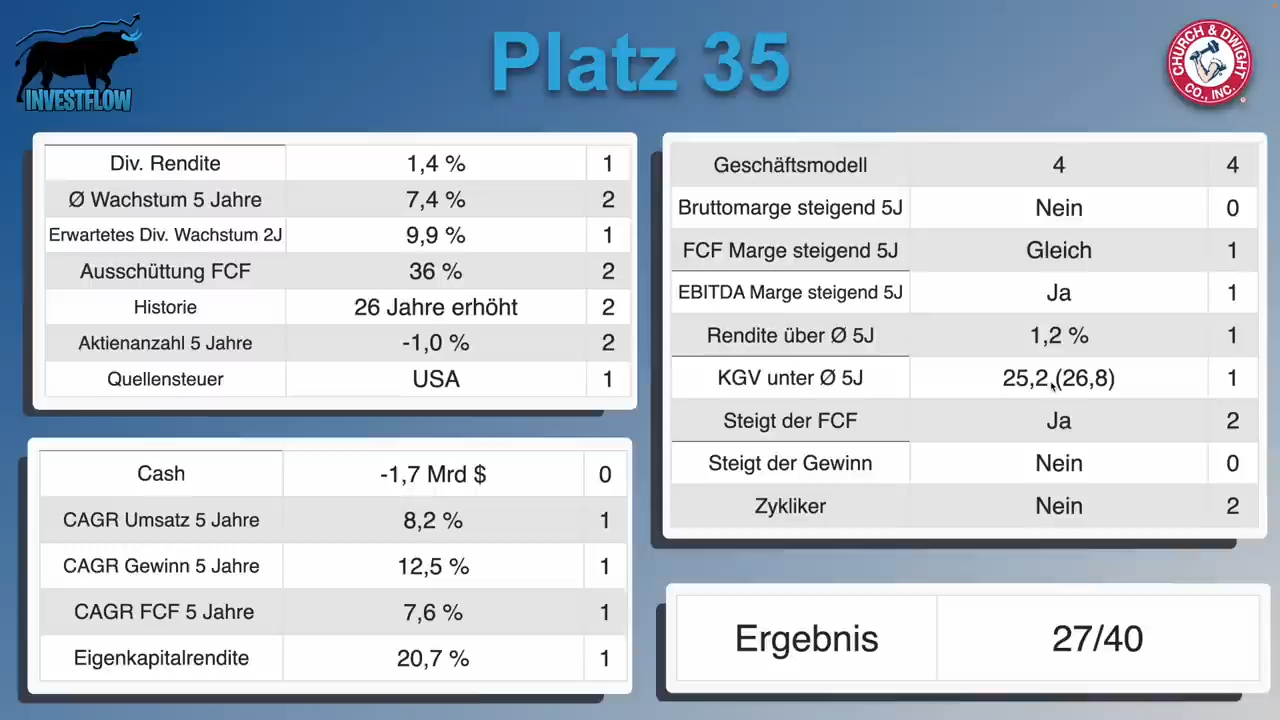 Platz 35
INVESTFLOW
CHURCH & DWIGHT
CO., INC.
Div. Rendite 1,4 % 1
Ø Wachstum 5 Jahre 7,4 % 2
Erwartetes Div. Wachstum 2J 9,9 % 1
Ausschüttung FCF 36 % 2
Historie 26 Jahre erhöht 2
Aktienanzahl 5 Jahre -1,0 % 2
Quellensteuer USA 1
Cash -1,7 Mrd $ 0
CAGR Umsatz 5 Jahre 8,2 % 1
CAGR Gewinn 5 Jahre 12,5 % 1
CAGR FCF 5 Jahre 7,6 % 1
Eigenkapitalrendite 20,7 % 1
Geschäftsmodell 4 4
Bruttomarge steigend 5J Nein 0
FCF Marge steigend 5J Gleich 1
EBITDA Marge steigend 5J Ja 1
Rendite über Ø 5J 1,2 % 1
KGV unter Ø 5J 25,2 (26,8) 1
Steigt der FCF Ja 2
Steigt der Gewinn Nein 0
Zykliker Nein 2
Ergebnis 27/40